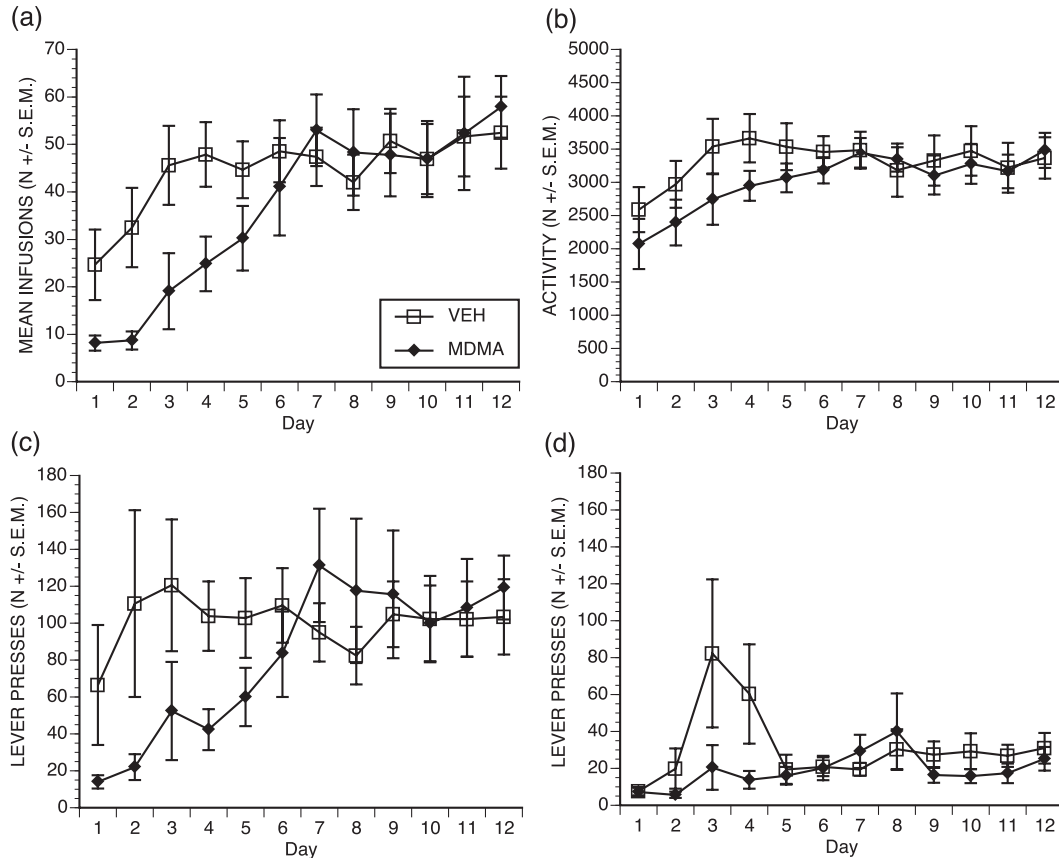 (a)
MEAN INFUSIONS (N +/- S.E.M.)
70
60
50
40
30
20
10
0
1 2 3 4 5 6 7 8 9 10 11 12
Day
VEH
MDMA
(b)
ACTIVITY (N +/- S.E.M.)
5000
4500
4000
3500
3000
2500
2000
1500
1000
3500
0
1 2 3 4 5 6 7 8 9 10 11 12
Day
(c)
LEVER PRESSES (N +/- S.E.M.)
180
160
140
120
100
80
60
40
20
0
1 2 3 4 5 6 7 8 9 10 11 12
Day
(d)
LEVER PRESSES (N +/- S.E.M.)
180
160
140
120
100
80
60
40
20
0
1 2 3 4 5 6 7 8 9 10 11 12
Day